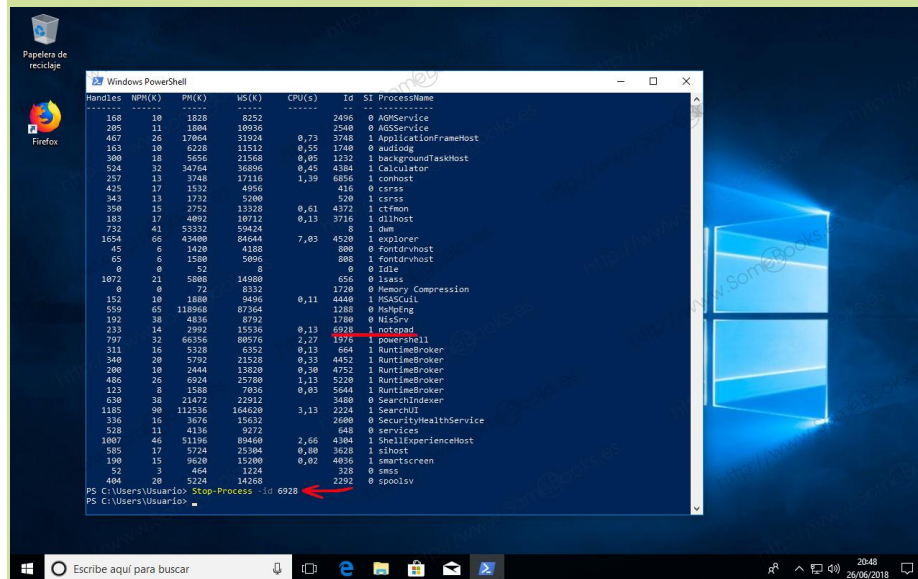 Papelera de
reciclaje
Firefox
Windows PowerShell
Handles NPM(K) PM(K) WS(K) CPU(s) Id SI ProcessName
------- ------ ----- ----- ------ -- -- -----------
168 10 1828 8252 2496 0 AGMService
205 11 1804 10936 2540 0 AGSService
467 26 17064 31924 0,73 3748 1 ApplicationFrameHost
163 10 6228 11512 0,55 1740 0 audiodg
300 18 5656 21568 0,05 1232 1 backgroundTaskHost
524 32 34764 36896 0,45 4384 1 Calculator
257 13 3748 17116 1,39 6856 1 conhost
425 17 1532 4956 416 0 csrss
343 13 1732 5200 520 1 csrss
350 15 2752 13328 0,61 4372 1 ctfmon
183 17 4092 10712 0,13 3716 1 dllhost
732 41 53332 59424 8 1 dwm
1654 66 43400 84644 7,03 4520 1 explorer
45 6 1420 4188 800 0 fontdrvhost
65 6 1580 5096 808 1 fontdrvhost
0 0 52 8 0 0 Idle
1072 21 5808 14980 656 0 lsass
0 0 72 8332 1720 0 Memory Compression
152 10 1880 9496 0,11 4440 1 MSASCuiL
559 65 118968 87364 1288 0 MsMpEng
192 38 4836 8792 1780 0 NisSrv
233 14 2992 15536 0,13 6928 1 notepad
797 32 66356 80576 2,27 1976 1 powershell
311 16 5328 6352 0,13 664 1 RuntimeBroker
340 20 5792 21528 0,33 4452 1 RuntimeBroker
200 10 2444 13820 0,30 4752 1 RuntimeBroker
486 26 6924 25780 1,13 5220 1 RuntimeBroker
123 8 1588 7036 0,03 5644 1 RuntimeBroker
630 38 21472 22912 3480 0 SearchIndexer
1185 90 112536 164620 3,13 2224 1 SearchUI
336 16 3676 15632 2600 0 SecurityHealthService
528 11 4136 9272 648 0 services
1007 46 51196 89460 2,66 4304 1 ShellExperienceHost
585 17 5724 25304 0,80 3628 1 sihost
190 15 9620 15200 0,02 4036 1 smartscreen
52 3 464 1224 328 0 smss
404 20 5224 14268 2292 0 spoolsv
PS C:\Users\Usuario> Stop-Process -id 6928
PS C:\Users\Usuario> _
Escribe aquí para buscar
20:48
26/06/2018